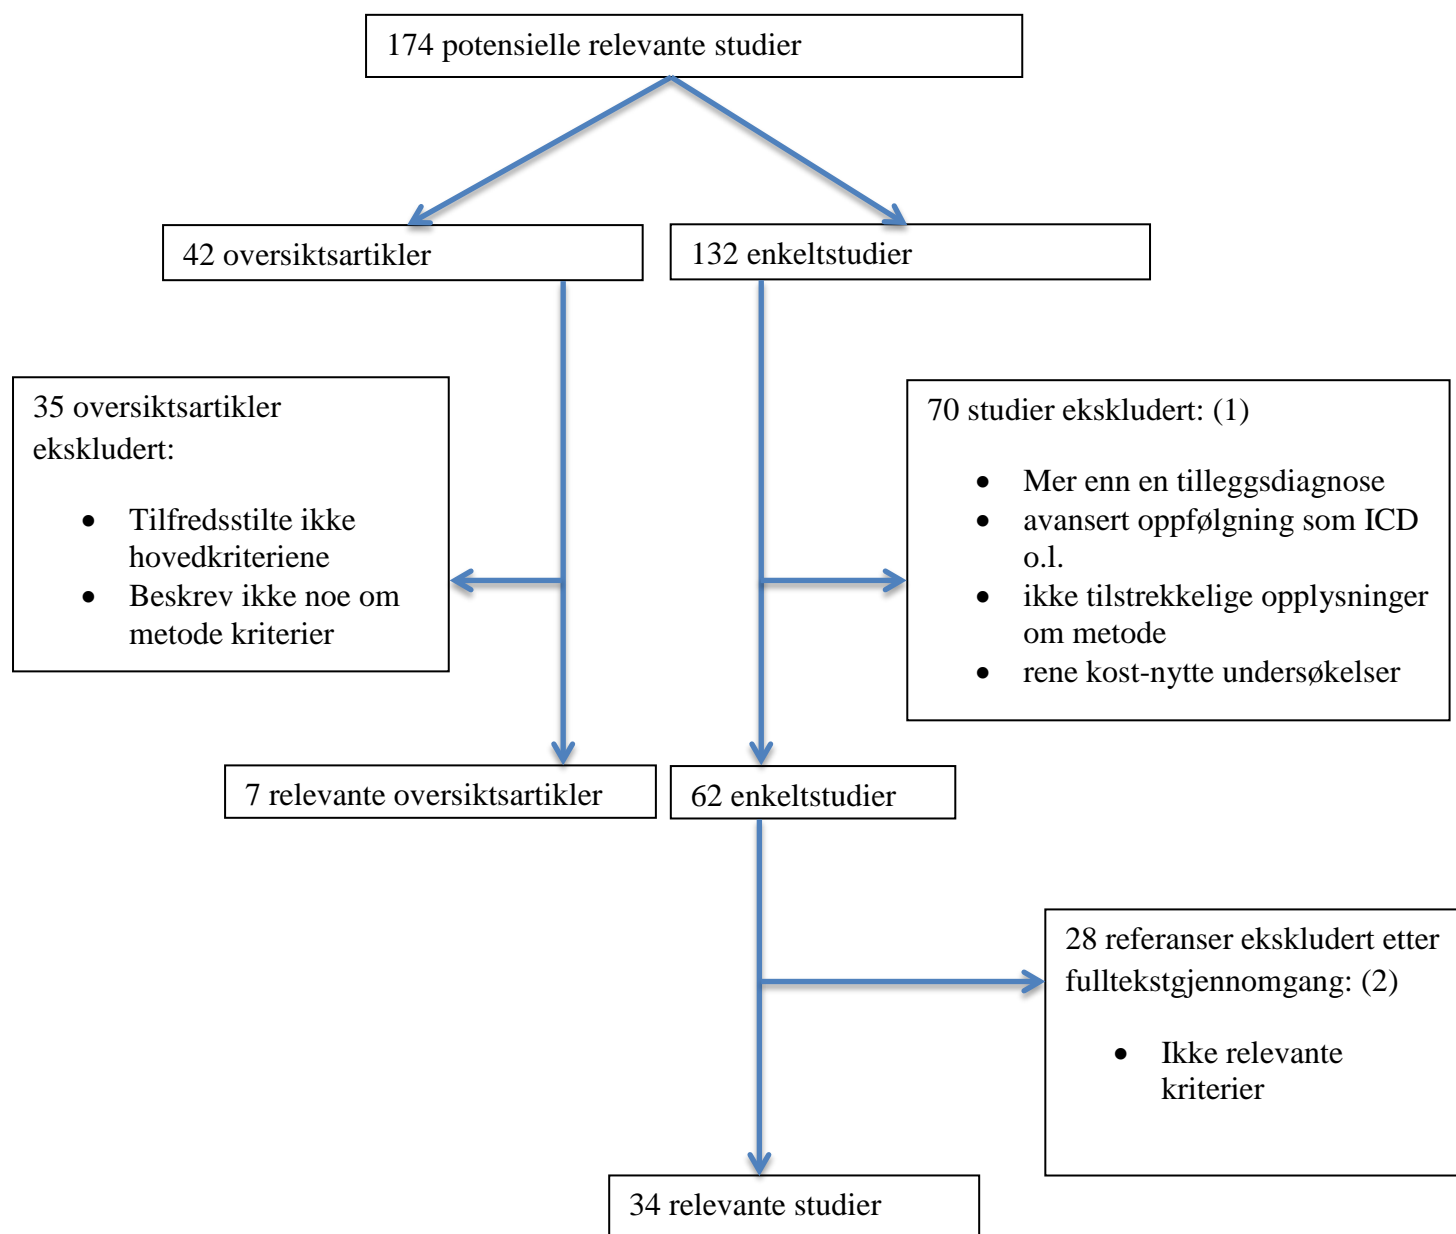 174 potensielle relevante studier
42 oversiktsartikler
132 enkeltstudier
35 oversiktsartikler
ekskludert:
• Tilfredsstilte ikke
hovedkriteriene
• Beskrev ikke noe om
metode kriterier
70 studier ekskludert: (1)
• Mer enn en tilleggsdiagnose
• avansert oppfølgning som ICD
o.l.
• ikke tilstrekkelige opplysninger
om metode
• rene kost-nytte undersøkelser
7 relevante oversiktsartikler
62 enkeltstudier
28 referanser ekskludert etter
fulltekstgjennomgang: (2)
• Ikke relevante
kriterier
34 relevante studier